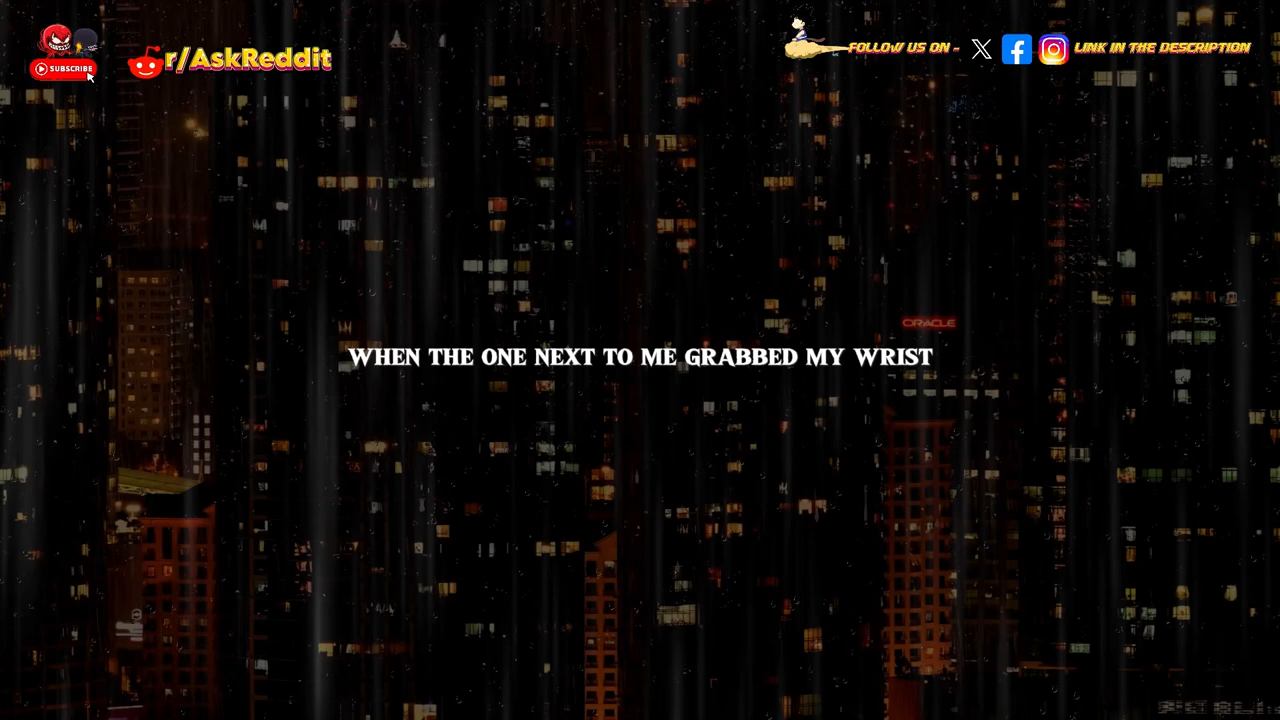 SUBSCRIBE
r/AskReddit
FOLLOW US ON -
LINK IN THE DESCRIPTION
ORACLE
WHEN THE ONE NEXT TO ME GRABBED MY WRIST